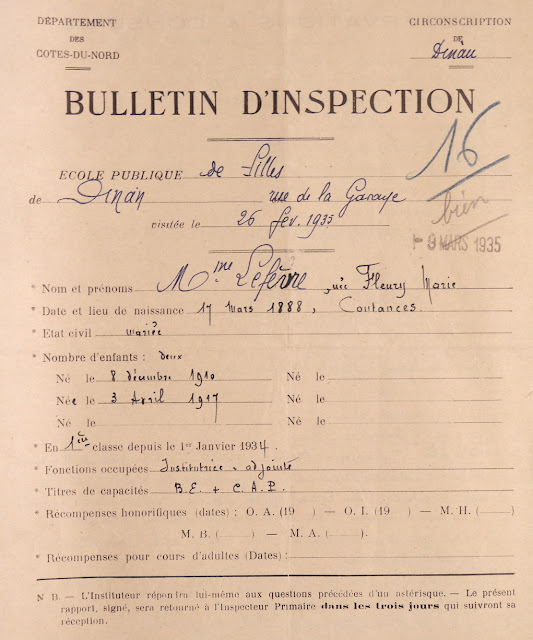 DÉPARTEMENT
DES
COTES-DU-NORD
CIRCONSCRIPTION
DE
Dinan
BULLETIN D'INSPECTION
16
bien
- 9 MARS 1935
ECOLE PUBLIQUE de Filles
de Dinan rue de la Garaye
visitée le 26 fev. 1935
* Nom et prénoms Mme Lefèvre, née Fleury Marie
* Date et lieu de naissance 17 Mars 1888, Coutances.
* Etat civil mariée
* Nombre d'enfants : deux
Né le 8 décembre 1910 Né le
Née le 3 Avril 1917 Né le
Né le Né le
* En 1ère classe depuis le 1er Janvier 1934.
* Fonctions occupées Institutrice adjointe
* Titres de capacités B.E. + C.A.P.
* Récompenses honorifiques (dates) : O. A. (19 ) — O. I. (19 ) — M. H. ( )
M. B. ( ) — M. A. ( ).
* Récompenses pour cours d'adultes (Dates) :
N B. — L'Instituteur répondra lui-même aux questions précédées d'un astérisque. — Le présent
rapport, signé, sera retourné à l'Inspecteur Primaire dans les trois jours qui suivront sa
réception.